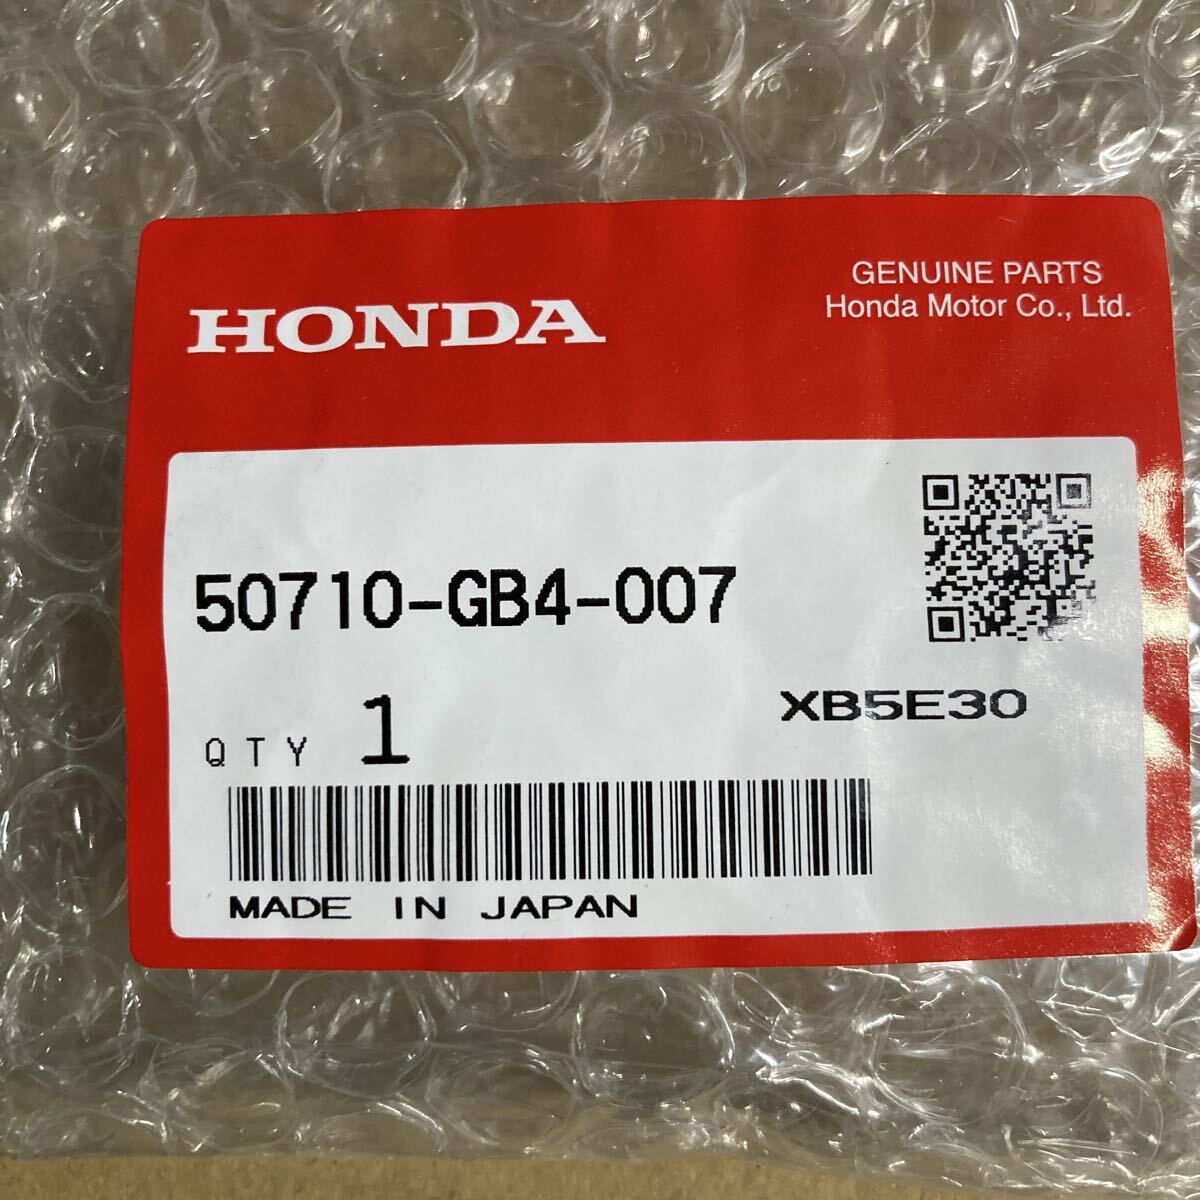 HONDA
GENUINE PARTS
Honda Motor Co., Ltd.
50710-GB4-007
XB5E30
QTY 1
MADE IN JAPAN